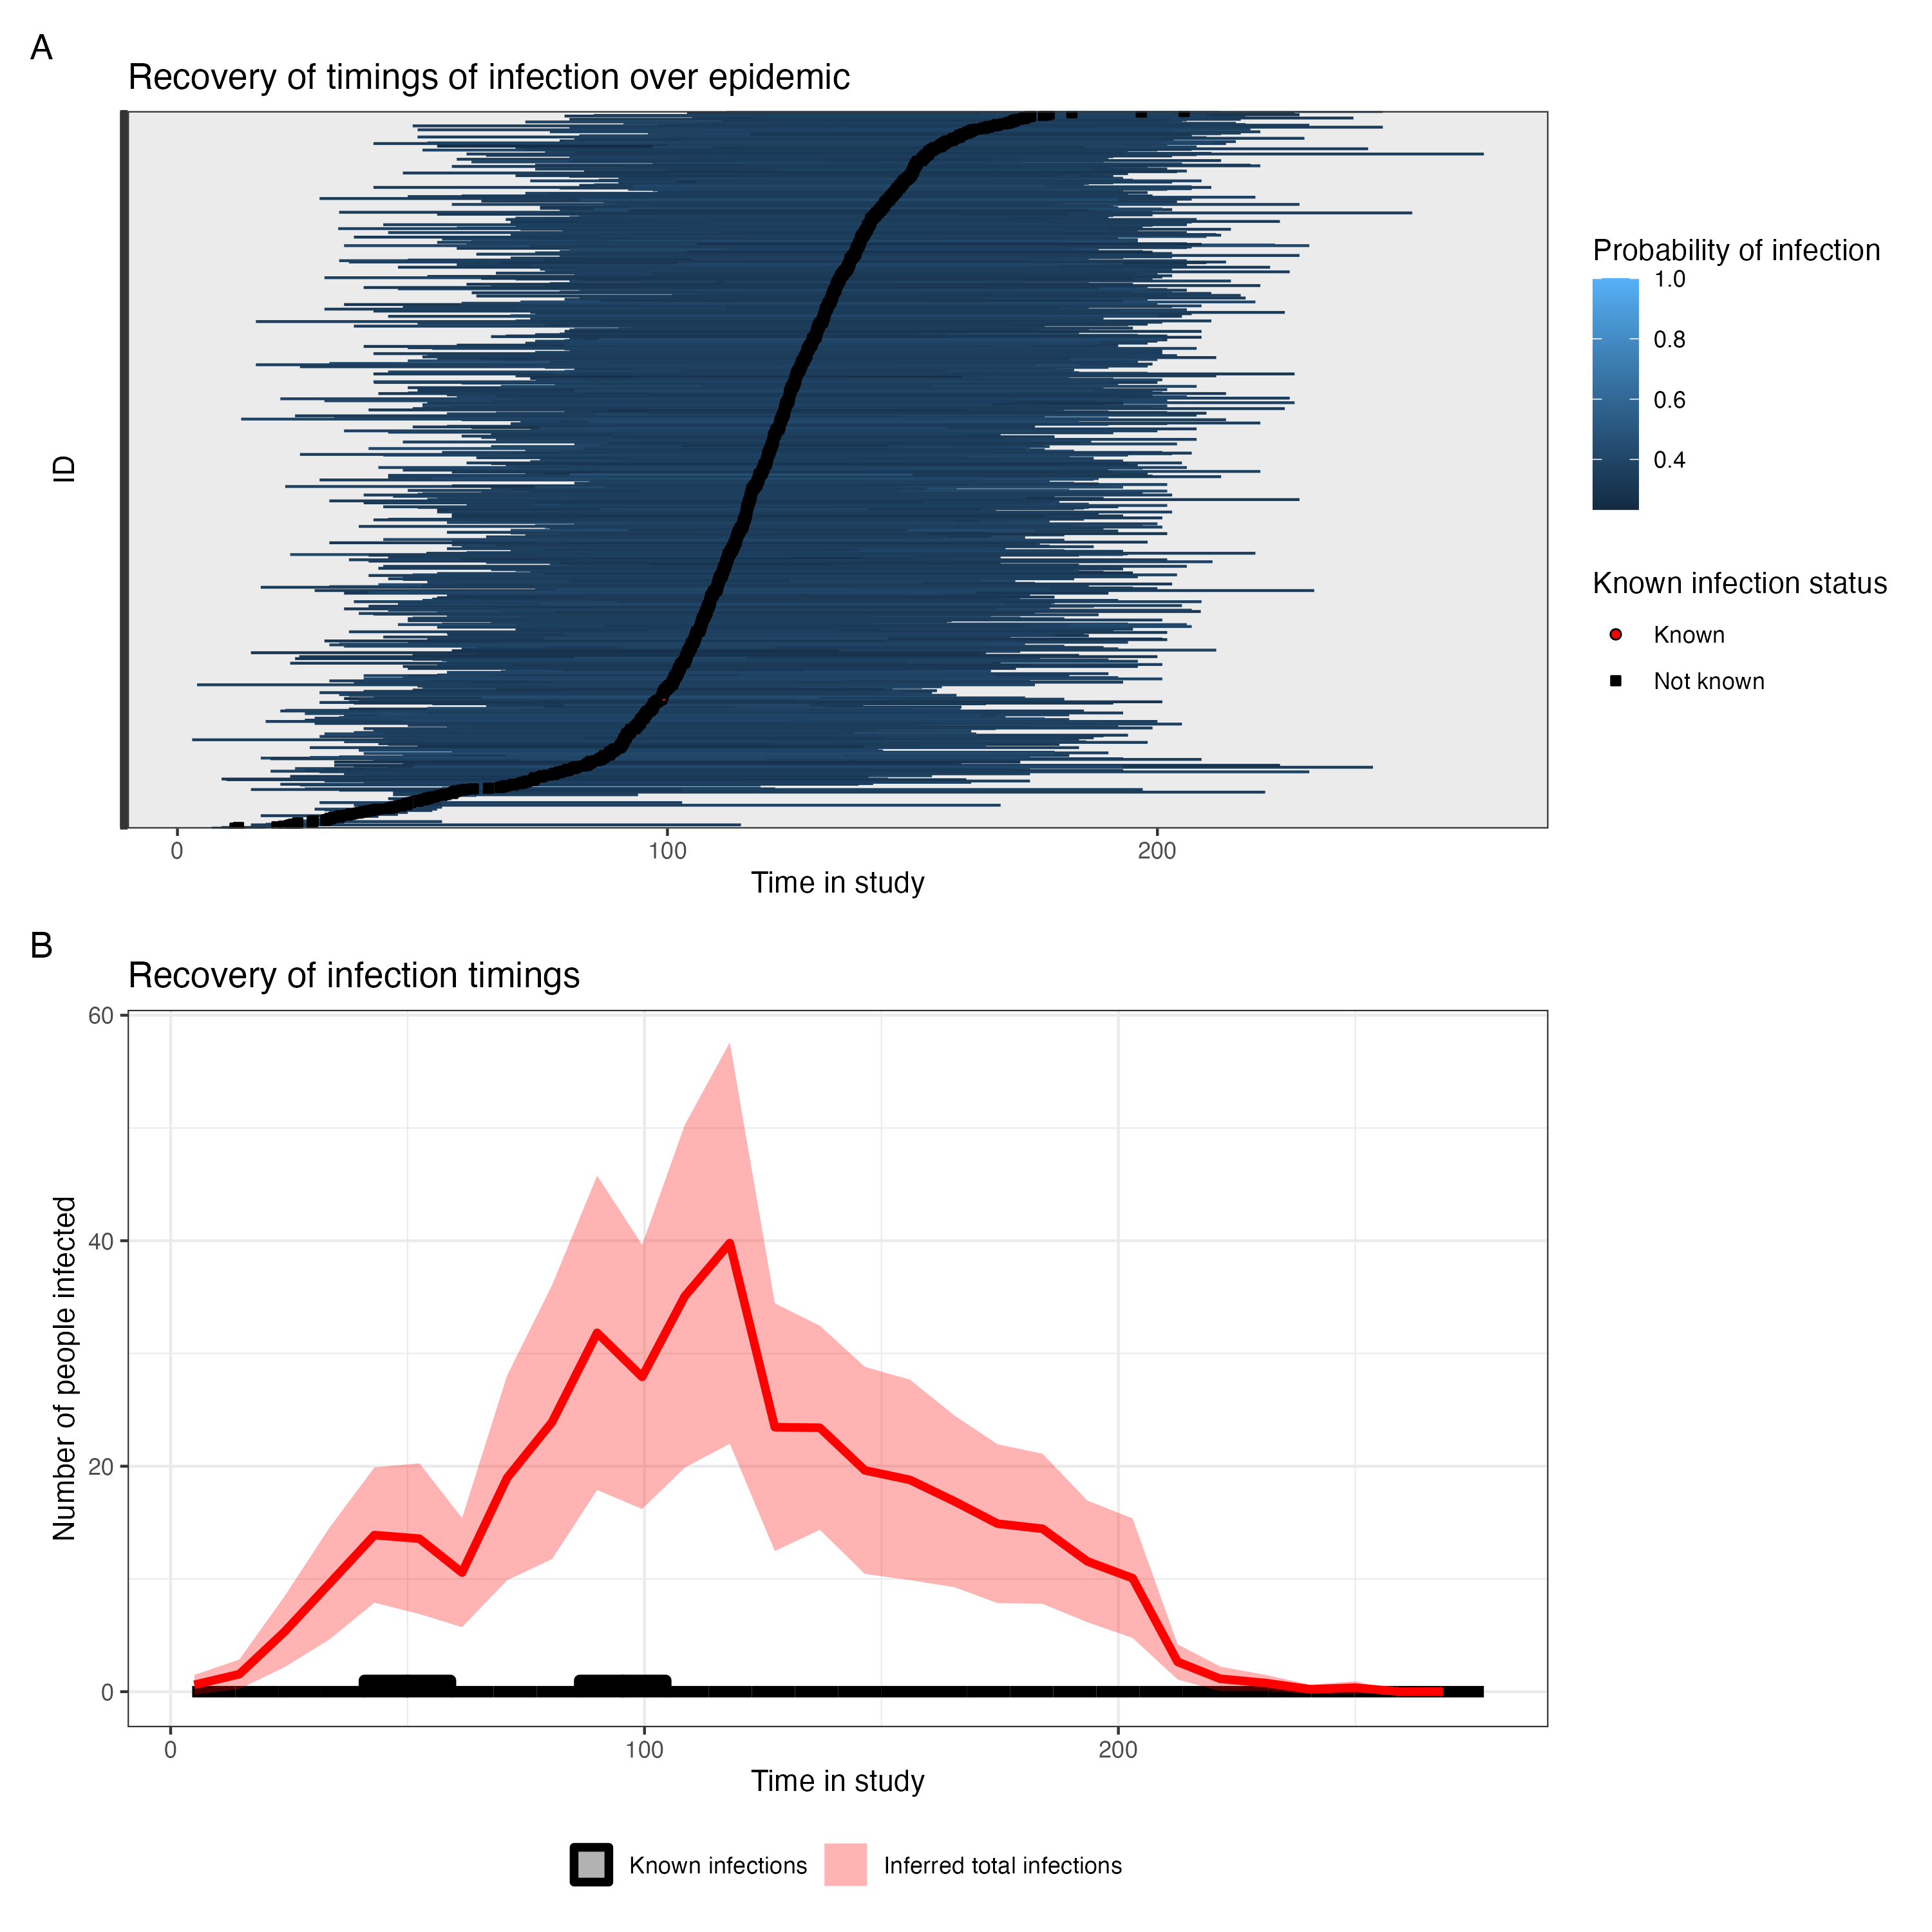 A
Recovery of timings of infection over epidemic
ID
0 100 200
Time in study
Probability of infection
1.0
0.8
0.6
0.4
Known infection status
Known
Not known
B
Recovery of infection timings
Number of people infected
60
40
20
0
0 100 200
Time in study
Known infections Inferred total infections